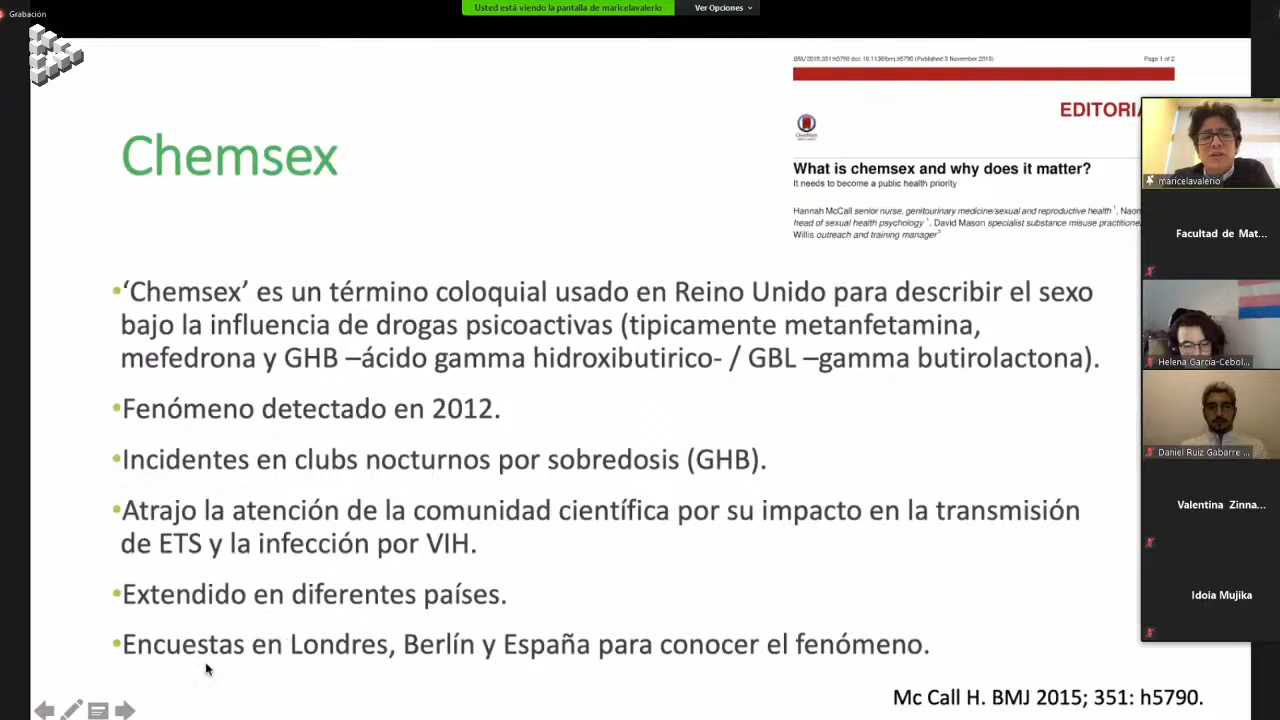 Grabación
Usted está viendo la pantalla de maricelavalerio
Ver Opciones
BMJ 2015;351:h5790 doi: 10.1136/bmj.h5790 (Published 3 November 2015)
Page 1 of 2
EDITORIA
CrossMark
Chemsex
What is chemsex and why does it matter?
It needs to become a public health priority
Hannah McCall senior nurse, genitourinary medicine/sexual and reproductive health 1, Naon
head of sexual health psychology 1, David Mason specialist substance misuse practitione
Willis outreach and training manager3
•‘Chemsex’ es un término coloquial usado en Reino Unido para describir el sexo
bajo la influencia de drogas psicoactivas (tipicamente metanfetamina,
mefedrona y GHB –ácido gamma hidroxibutirico- / GBL –gamma butirolactona).
•Fenómeno detectado en 2012.
•Incidentes en clubs nocturnos por sobredosis (GHB).
•Atrajo la atención de la comunidad científica por su impacto en la transmisión
de ETS y la infección por VIH.
•Extendido en diferentes países.
•Encuestas en Londres, Berlín y España para conocer el fenómeno.
Mc Call H. BMJ 2015; 351: h5790.
maricelavalerio
Facultad de Mat...
Helena García-Cebol...
Daniel Ruiz Gabarre ...
Valentina Zinna...
Idoia Mujika